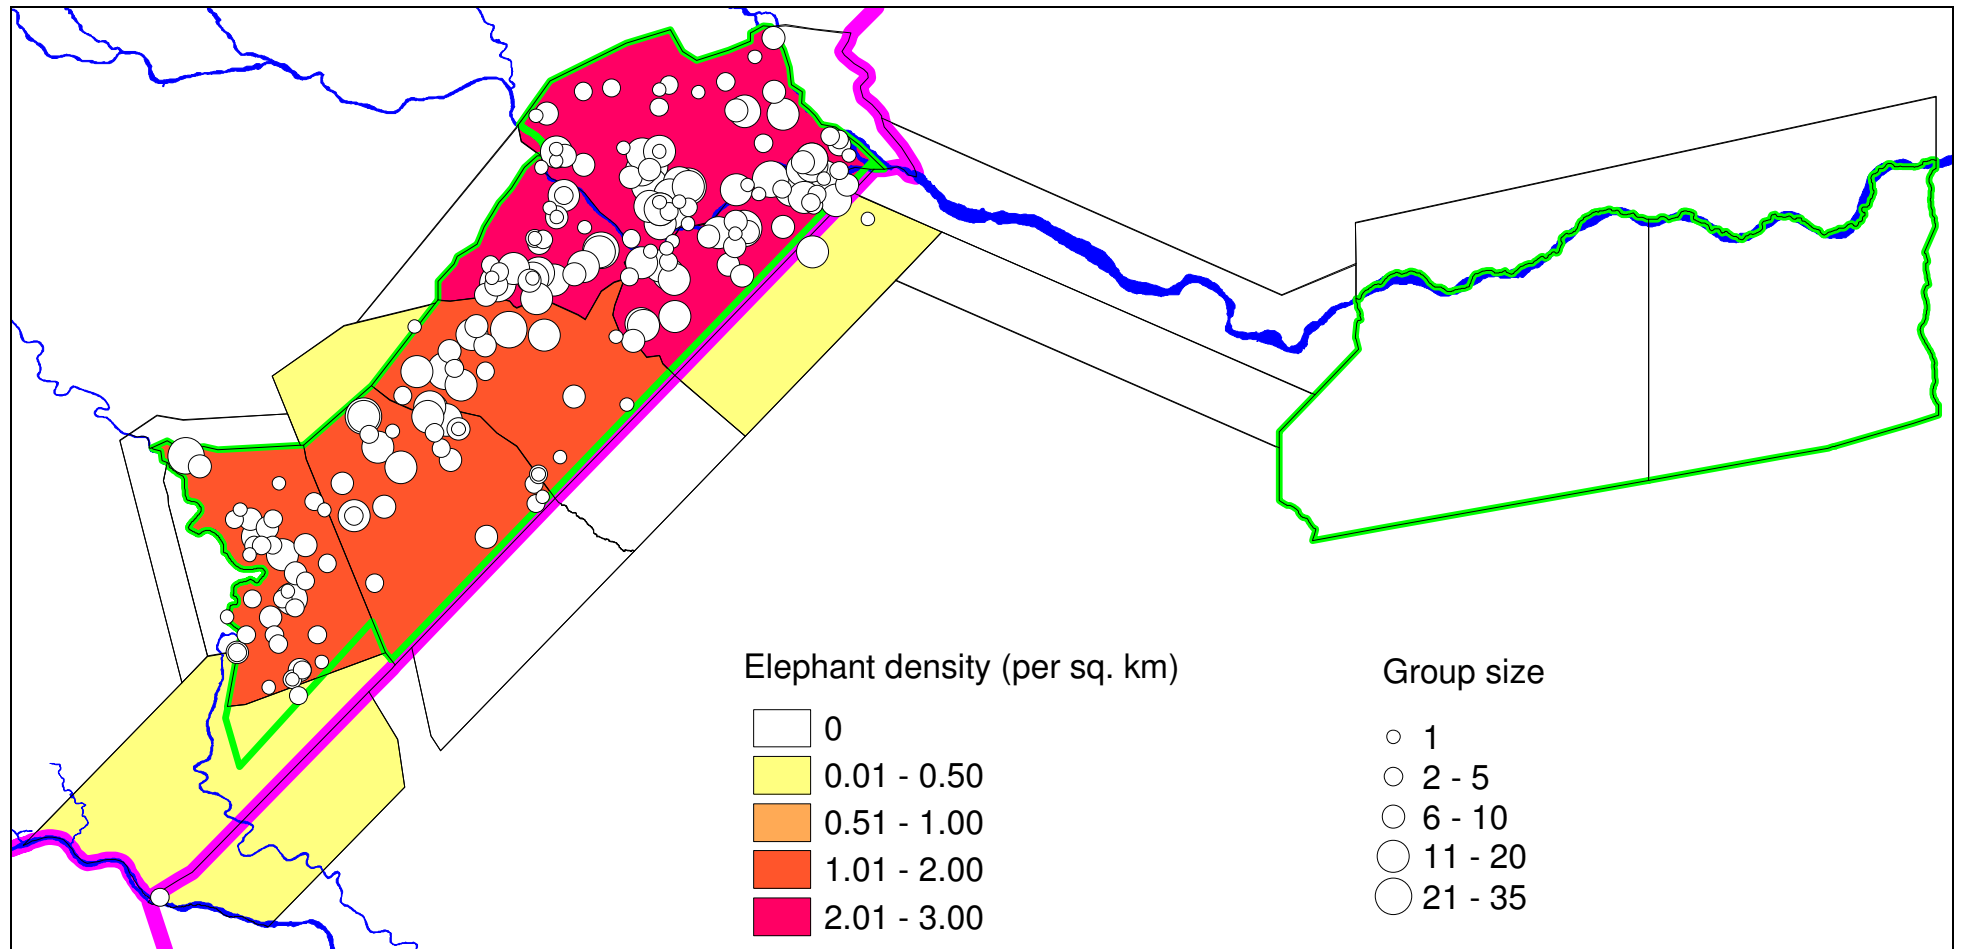 Elephant density (per sq. km)
0
0.01 - 0.50
0.51 - 1.00
1.01 - 2.00
2.01 - 3.00
Group size
1
2 - 5
6 - 10
11 - 20
21 - 35